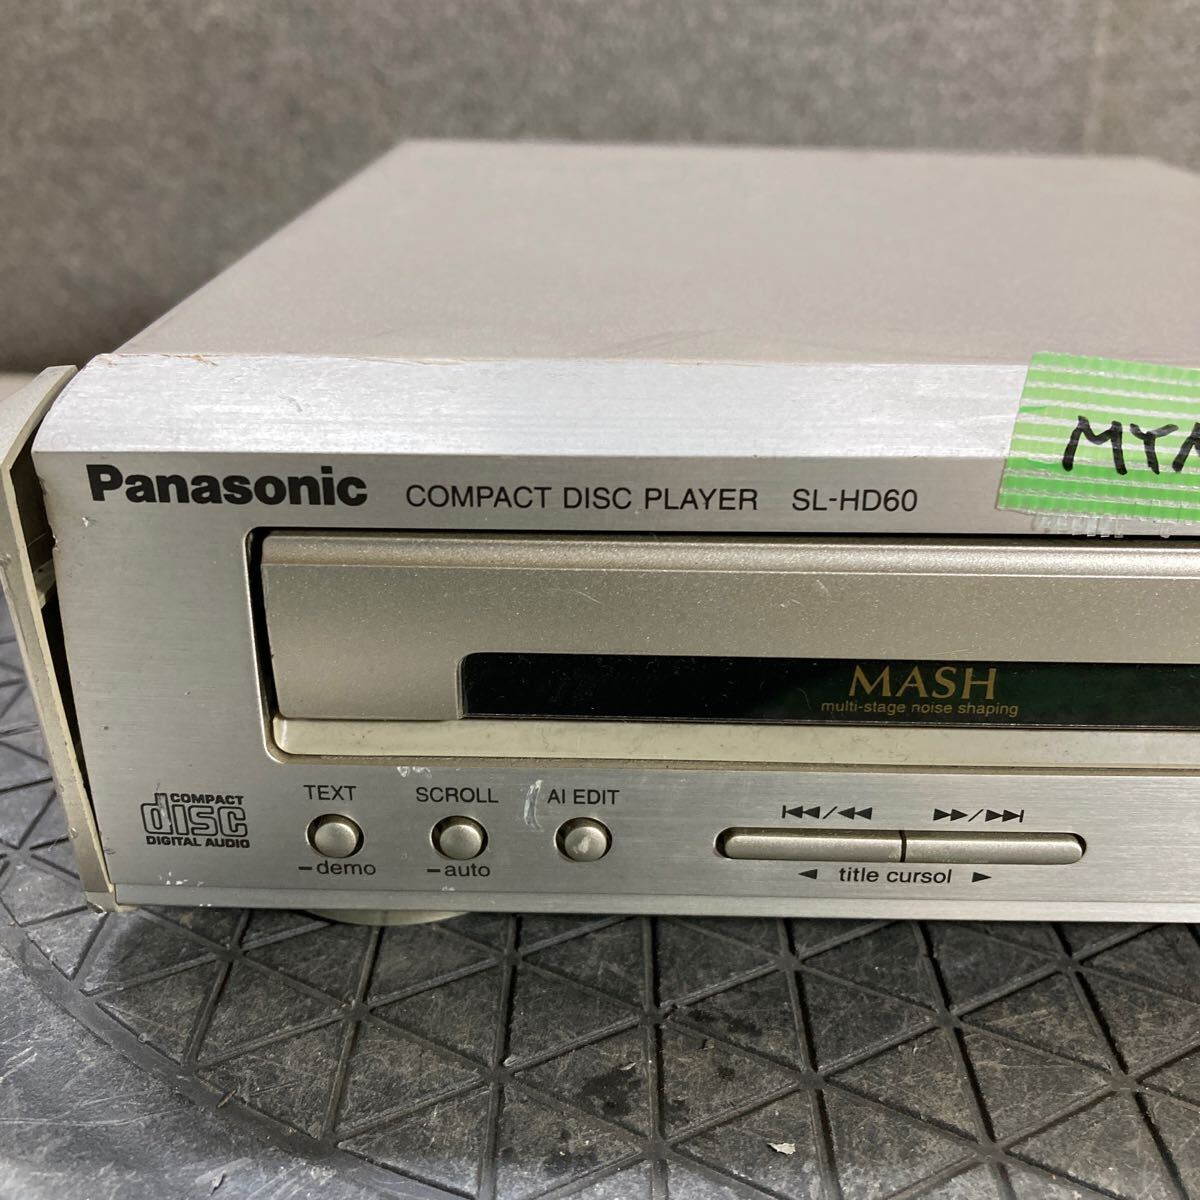 Panasonic COMPACT DISC PLAYER SL-HD60
MASH
multi-stage noise shaping
COMPACT
disc
DIGITAL AUDIO
TEXT
–demo
SCROLL
–auto
AI EDIT
⏮◀/◀◀ ▶▶/▶▶⏭
◀ title cursol ▶